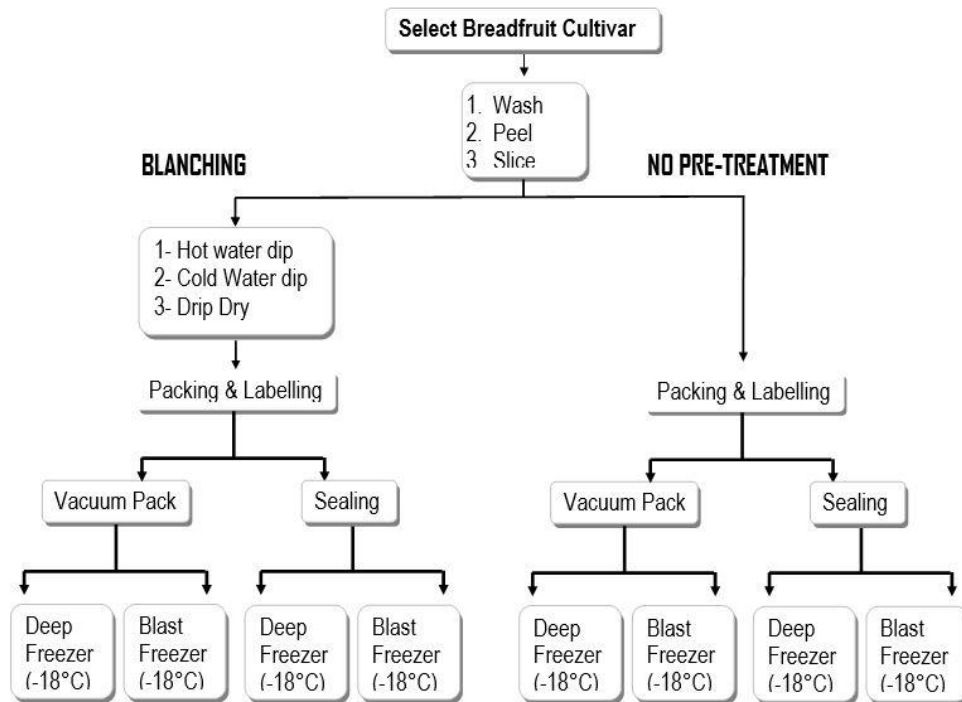 Select Breadfruit Cultivar
1. Wash
2. Peel
3 Slice
BLANCHING
NO PRE-TREATMENT
1- Hot water dip
2- Cold Water dip
3- Drip Dry
Packing & Labelling
Packing & Labelling
Vacuum Pack
Sealing
Vacuum Pack
Sealing
Deep
Freezer
(-18°C)
Blast
Freezer
(-18°C)
Deep
Freezer
(-18°C)
Blast
Freezer
(-18°C)
Deep
Freezer
(-18°C)
Blast
Freezer
(-18°C)
Deep
Freezer
(-18°C)
Blast
Freezer
(-18°C)